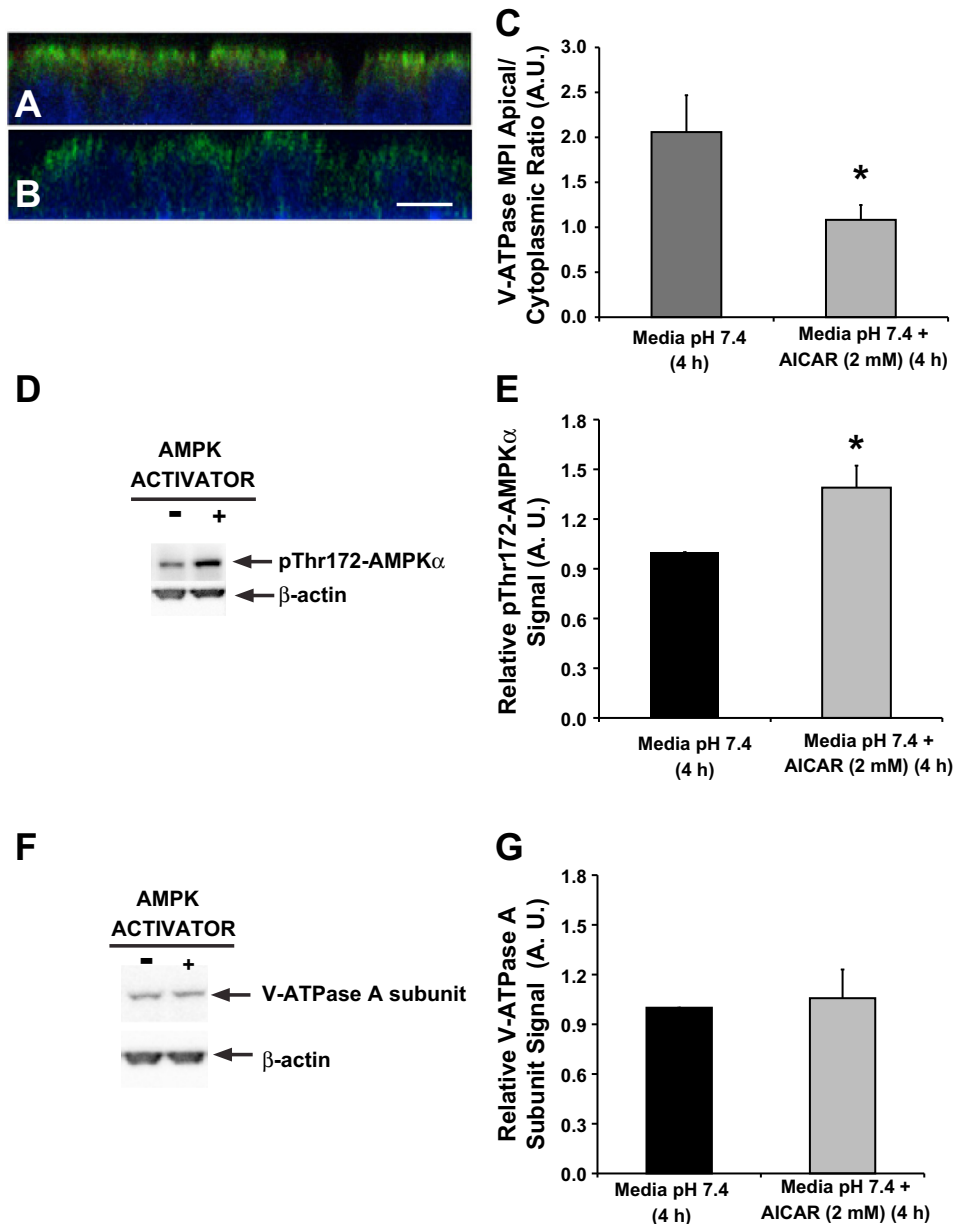 A
B
C
V-ATPase MPI Apical/
Cytoplasmic Ratio (A.U.)
3.0
2.5
2.0
1.5
1.0
0.5
0.0
*
Media pH 7.4
(4 h)
Media pH 7.4 +
AICAR (2 mM) (4 h)
D
AMPK
ACTIVATOR
- +
pThr172-AMPKα
β-actin
E
Relative pThr172-AMPKα
Signal (A. U.)
1.8
1.5
1.2
0.9
0.6
0.3
0.0
*
Media pH 7.4
(4 h)
Media pH 7.4 +
AICAR (2 mM) (4 h)
F
AMPK
ACTIVATOR
- +
V-ATPase A subunit
β-actin
G
Relative V-ATPase A
Subunit Signal (A. U.)
1.8
1.5
1.2
0.9
0.6
0.3
0.0
Media pH 7.4
(4 h)
Media pH 7.4 +
AICAR (2 mM) (4 h)